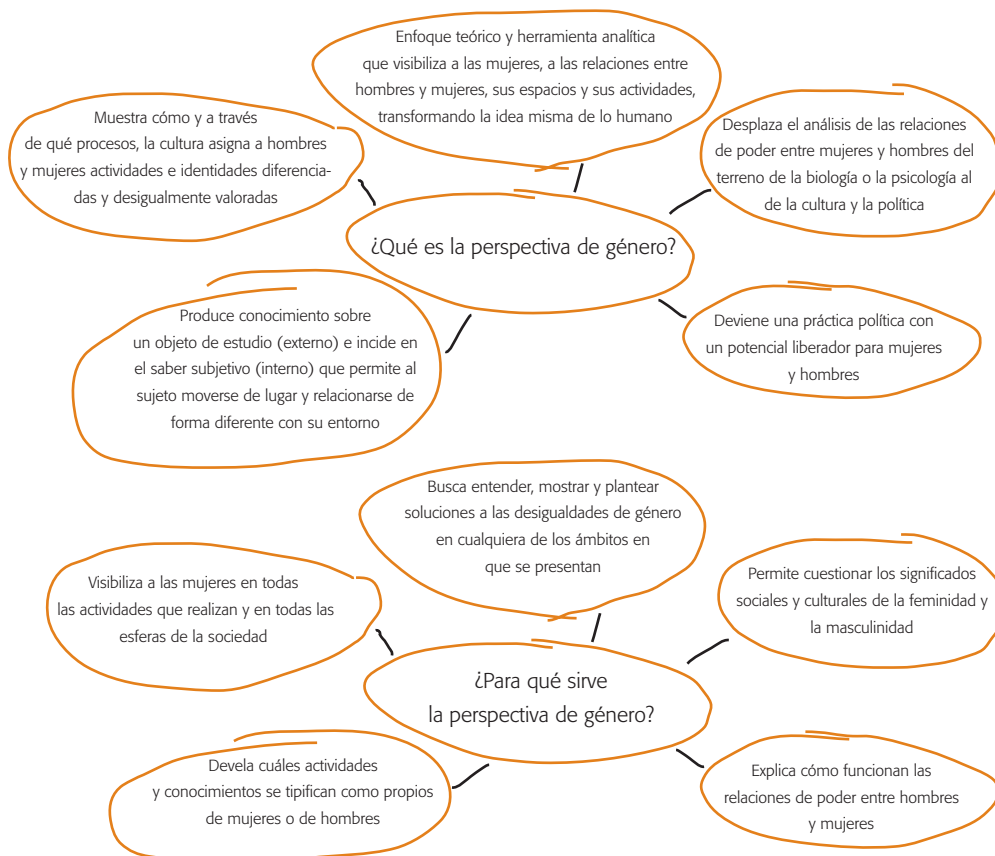 Enfoque teórico y herramienta analítica
que visibiliza a las mujeres, a las relaciones entre
hombres y mujeres, sus espacios y sus actividades,
transformando la idea misma de lo humano
Muestra cómo y a través
de qué procesos, la cultura asigna a hombres
y mujeres actividades e identidades diferencia-
das y desigualmente valoradas
Desplaza el análisis de las relaciones
de poder entre mujeres y hombres del
terreno de la biología o la psicología al
de la cultura y la política
¿Qué es la perspectiva de género?
Produce conocimiento sobre
un objeto de estudio (externo) e incide en
el saber subjetivo (interno) que permite al
sujeto moverse de lugar y relacionarse de
forma diferente con su entorno
Deviene una práctica política con
un potencial liberador para mujeres
y hombres
Busca entender, mostrar y plantear
soluciones a las desigualdades de género
en cualquiera de los ámbitos en
que se presentan
Visibiliza a las mujeres en todas
las actividades que realizan y en todas las
esferas de la sociedad
Permite cuestionar los significados
sociales y culturales de la feminidad y
la masculinidad
¿Para qué sirve
la perspectiva de género?
Devela cuáles actividades
y conocimientos se tipifican como propios
de mujeres o de hombres
Explica cómo funcionan las
relaciones de poder entre hombres
y mujeres